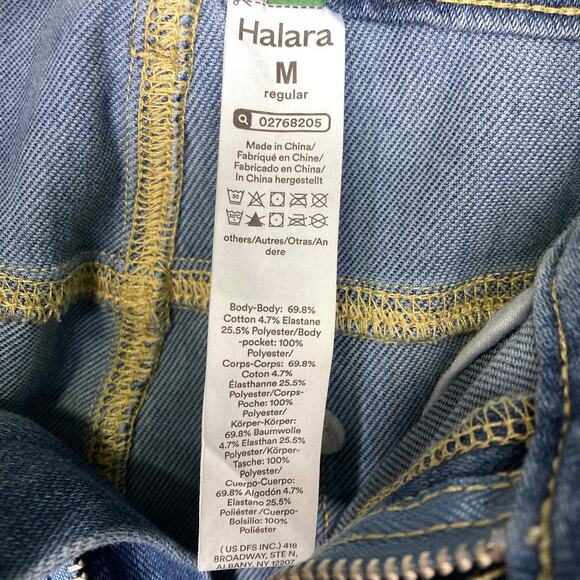 Halara
M
regular
02768205
Made in China/
Fabriqué en Chine/
Fabricado en China/
In China hergestellt
30
30°C
others/Autres/Otras/An
dere
Body-Body: 69.8%
Cotton 4.7% Elastane
25.5% Polyester/Body
-pocket: 100%
Polyester/
Corps-Corps: 69.8%
Coton 4.7%
Élasthanne 25.5%
Polyester/Corps-
Poche: 100%
Polyester/
Körper-Körper:
69.8% Baumwolle
4.7% Elasthan 25.5%
Polyester/Körper-
Tasche: 100%
Polyester/
Cuerpo-Cuerpo:
69.8% Algodón 4.7%
Elastano 25.5%
Poliéster /Cuerpo-
Bolsillo: 100%
Poliéster
( US DFS INC.) 418
BROADWAY, STE N,
ALBANY, NY 12207